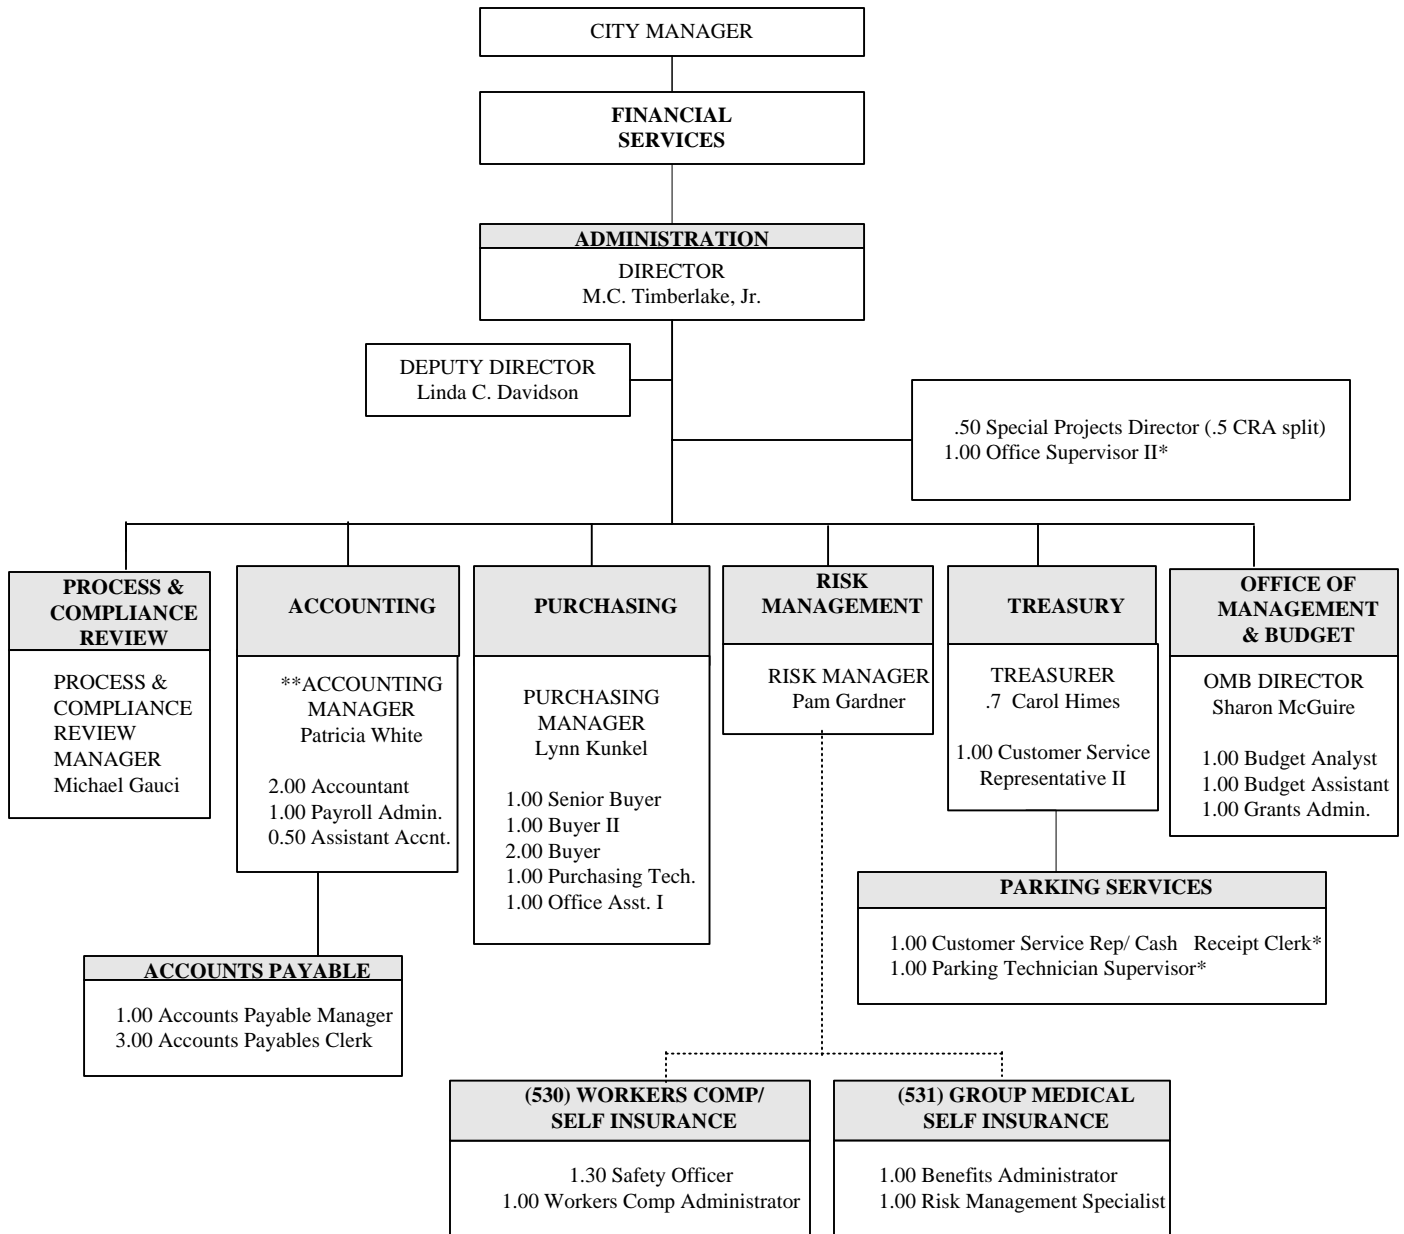 CITY MANAGER
FINANCIAL
SERVICES
ADMINISTRATION
DIRECTOR
M.C. Timberlake, Jr.
DEPUTY DIRECTOR
Linda C. Davidson
.50 Special Projects Director (.5 CRA split)
1.00 Office Supervisor II*
PROCESS &
COMPLIANCE
REVIEW
PROCESS &
COMPLIANCE
REVIEW
MANAGER
Michael Gauci
ACCOUNTING
**ACCOUNTING
MANAGER
Patricia White
2.00 Accountant
1.00 Payroll Admin.
0.50 Assistant Accnt.
PURCHASING
PURCHASING
MANAGER
Lynn Kunkel
1.00 Senior Buyer
1.00 Buyer II
2.00 Buyer
1.00 Purchasing Tech.
1.00 Office Asst. I
RISK
MANAGEMENT
RISK MANAGER
Pam Gardner
TREASURY
TREASURER
.7 Carol Himes
1.00 Customer Service
Representative II
OFFICE OF
MANAGEMENT
& BUDGET
OMB DIRECTOR
Sharon McGuire
1.00 Budget Analyst
1.00 Budget Assistant
1.00 Grants Admin.
PARKING SERVICES
1.00 Customer Service Rep/ Cash Receipt Clerk*
1.00 Parking Technician Supervisor*
ACCOUNTS PAYABLE
1.00 Accounts Payable Manager
3.00 Accounts Payables Clerk
(530) WORKERS COMP/
SELF INSURANCE
1.30 Safety Officer
1.00 Workers Comp Administrator
(531) GROUP MEDICAL
SELF INSURANCE
1.00 Benefits Administrator
1.00 Risk Management Specialist